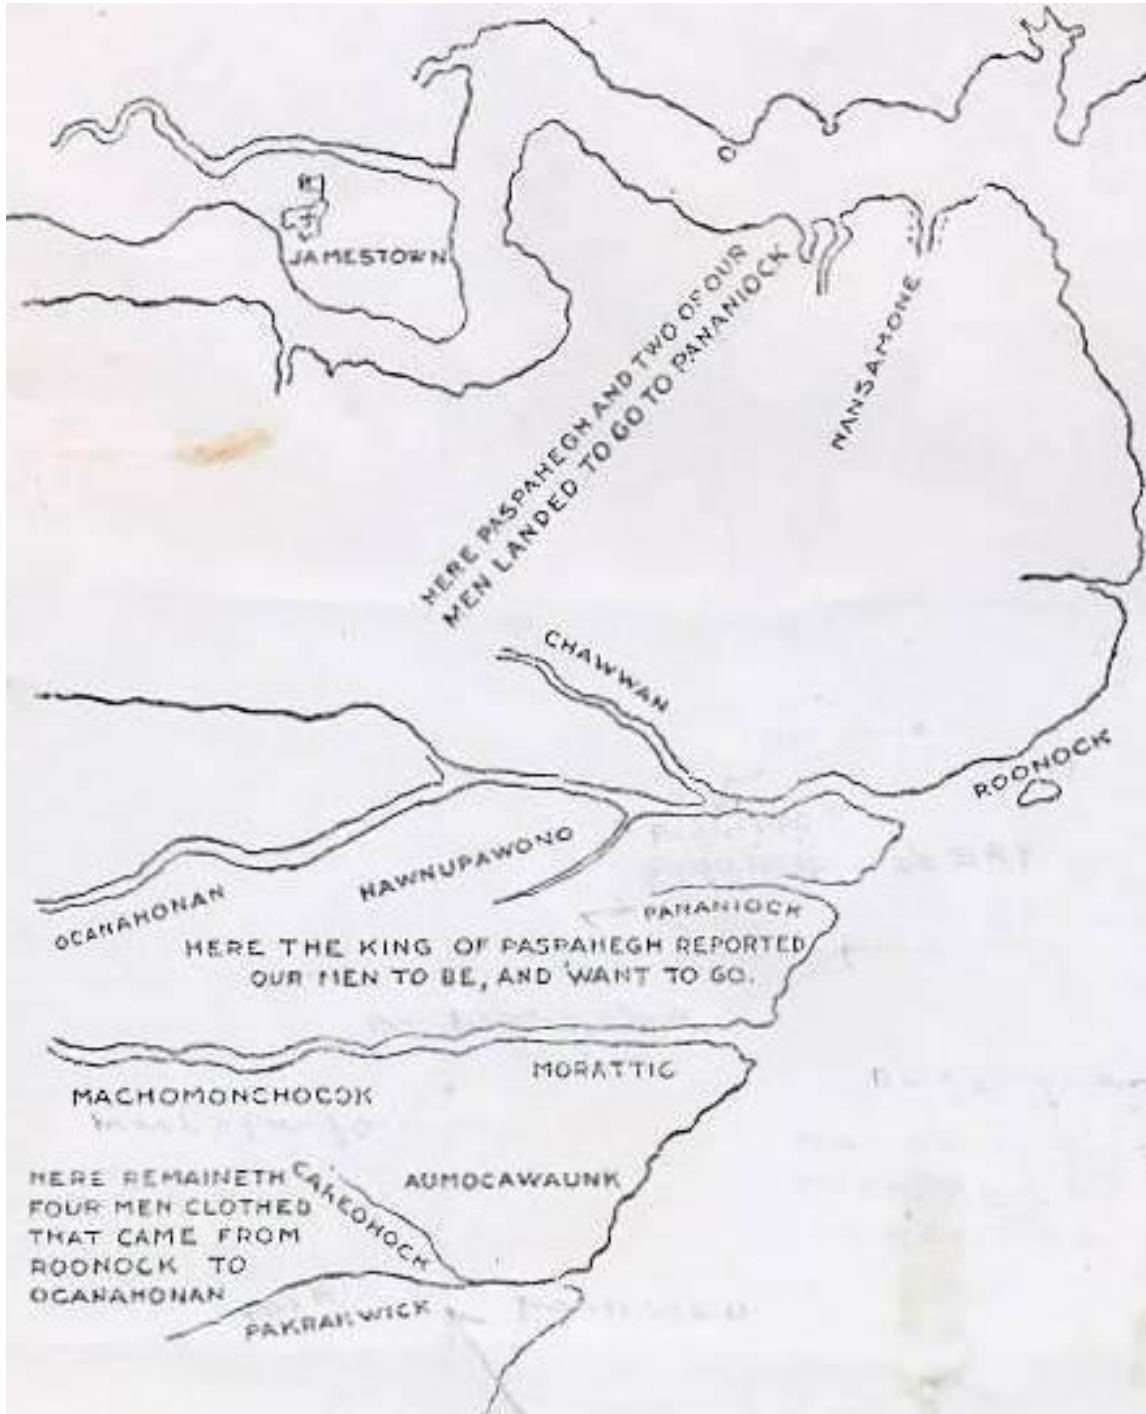 JAMESTOWN
HERE PASPAHEGH AND TWO OF OUR
MEN LANDED TO GO TO PANANIOCK
NANSAMONE
CHAWWAN
ROONOCK
OCANAHONAN
HAWNUPAWONO
PANANIOCK
HERE THE KING OF PASPAHEGH REPORTED
OUR MEN TO BE, AND WANT TO GO.
MORATTIC
MACHOMONCHOCOK
AUMOCAWAUNK
CAKEOHOCK
HERE REMAINETH
FOUR MEN CLOTHED
THAT CAME FROM
ROONOCK TO
OCANAHONAN
PAKRAKWICK